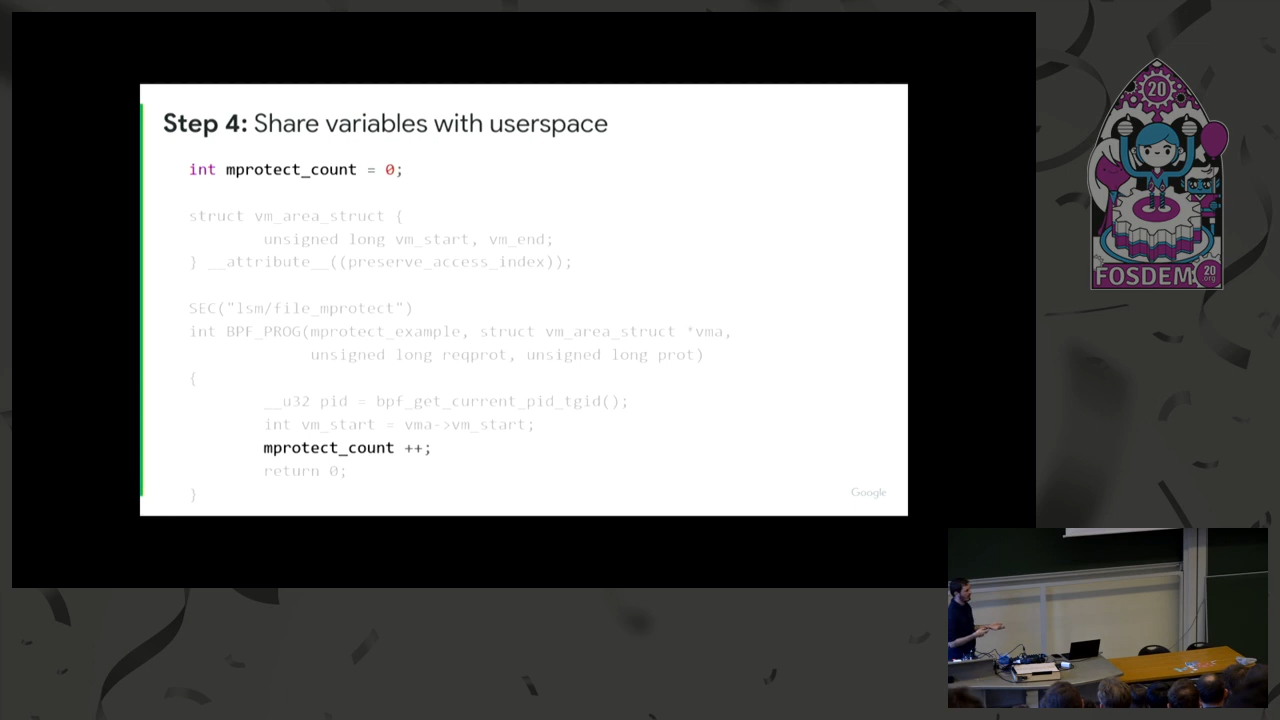 Step 4: Share variables with userspace
int mprotect_count = 0;
struct vm_area_struct {
unsigned long vm_start, vm_end;
} __attribute__((preserve_access_index));
SEC("lsm/file_mprotect")
int BPF_PROG(mprotect_example, struct vm_area_struct *vma,
unsigned long reqprot, unsigned long prot)
{
__u32 pid = bpf_get_current_pid_tgid();
int vm_start = vma->vm_start;
mprotect_count ++;
return 0;
}
Google
20
FOSDEM
20
.org